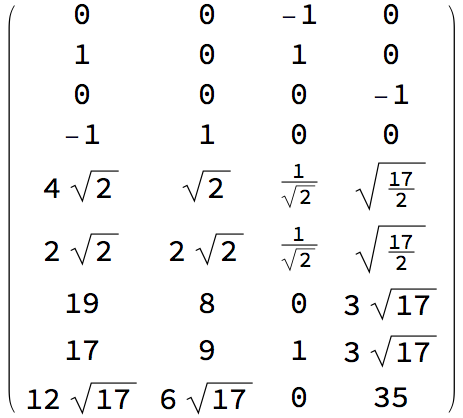 0 0 −1 0
1 0 1 0
0 0 0 −1
−1 1 0 0
4 √2 √2 1/√2 √(17/2)
2 √2 2 √2 1/√2 √(17/2)
19 8 0 3 √17
17 9 1 3 √17
12 √17 6 √17 0 35